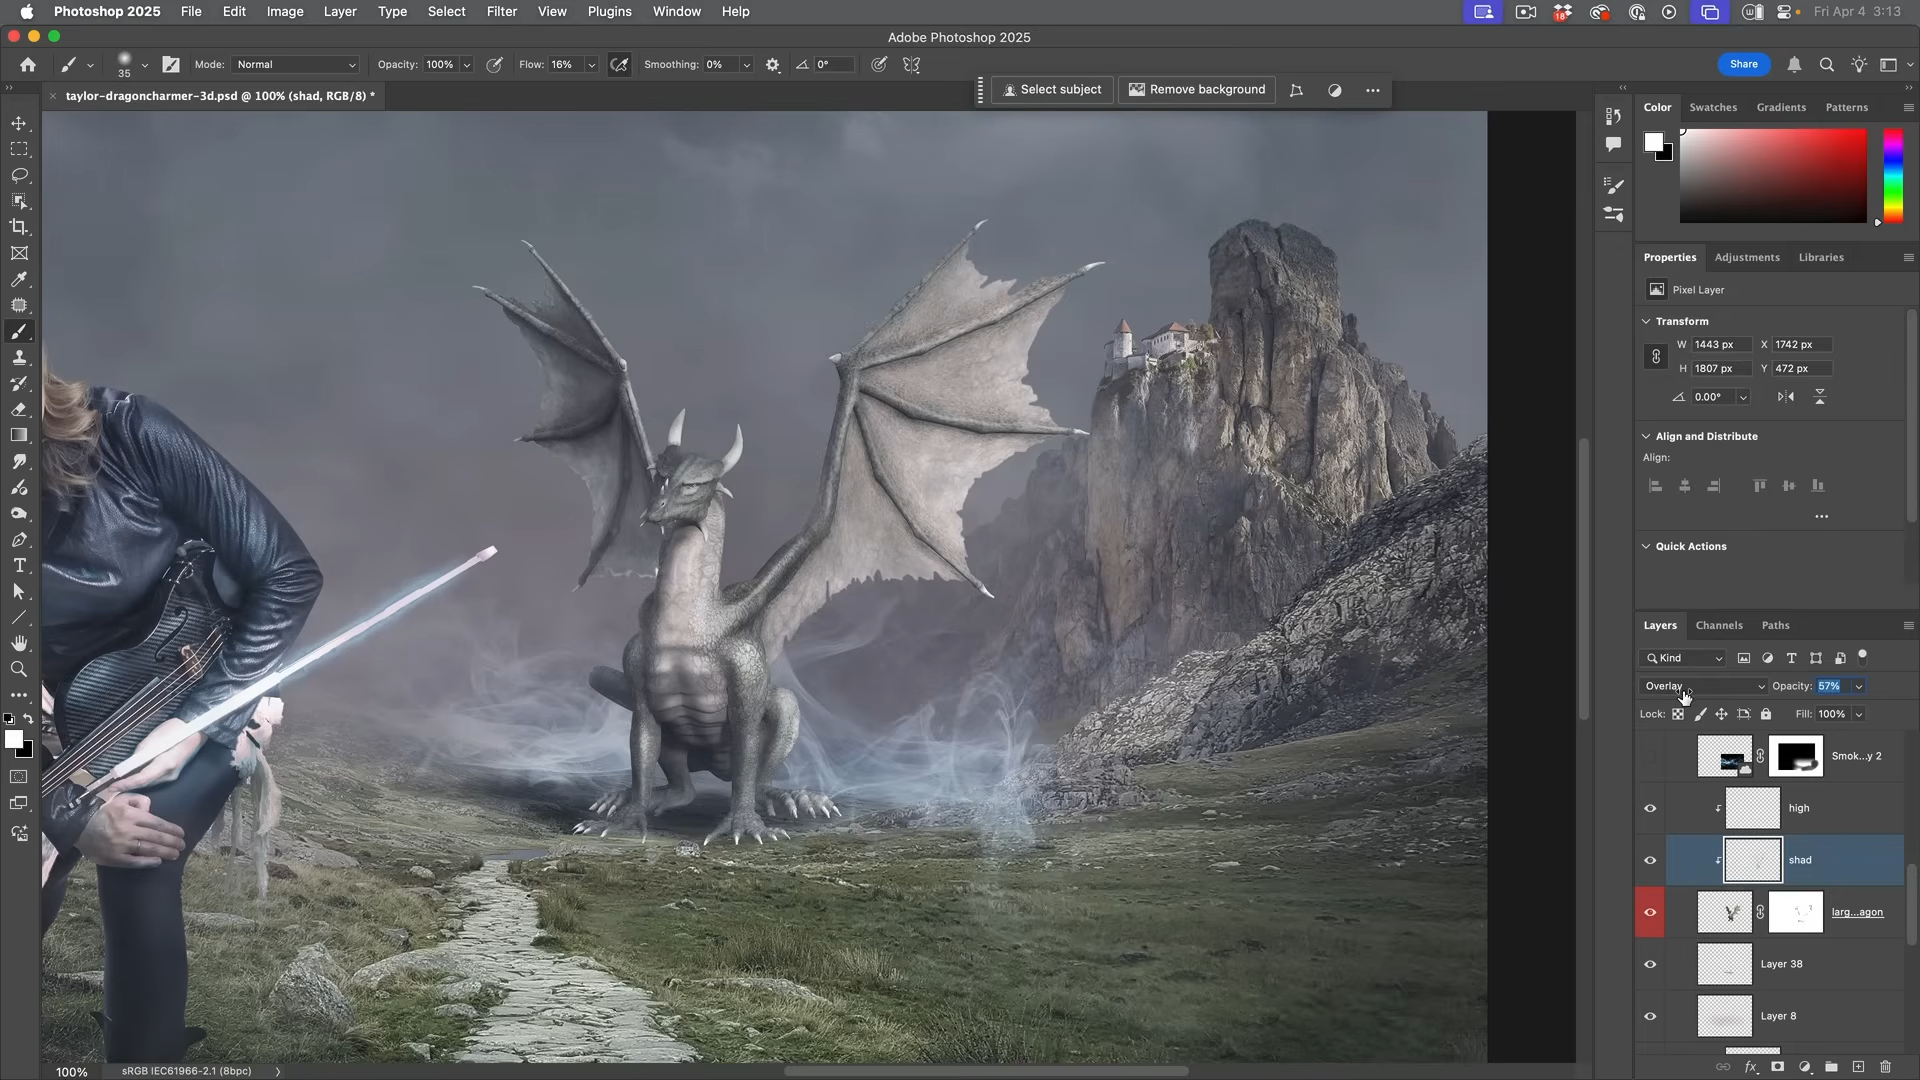 Photoshop 2025 File Edit Image Layer Type Select Filter View Plugins Window Help Fri Apr 4 3:13
18
Adobe Photoshop 2025
35 Mode: Normal Opacity: 100% Flow: 16% Smoothing: 0% 0° Share
taylor-dragoncharmer-3d.psd @ 100% (shad, RGB/8) *
Select subject Remove background
Color Swatches Gradients Patterns
Properties Adjustments Libraries
Pixel Layer
Transform
W 1443 px X 1742 px
H 1807 px Y 472 px
0.00°
Align and Distribute
Align:
Quick Actions
Layers Channels Paths
Kind
Overlay Opacity: 57%
Lock: Fill: 100%
Smok...y 2
high
shad
larg...agon
Layer 38
Layer 8
100% sRGB IEC61966-2.1 (8bpc)